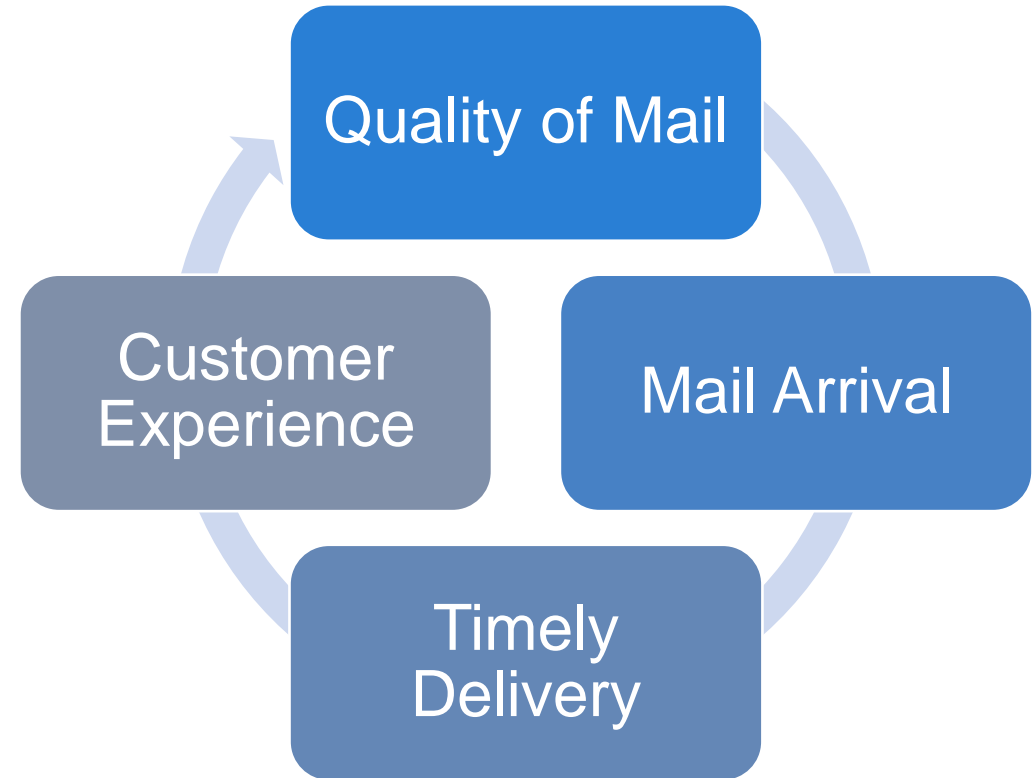 Quality of Mail
Mail Arrival
Timely
Delivery
Customer
Experience